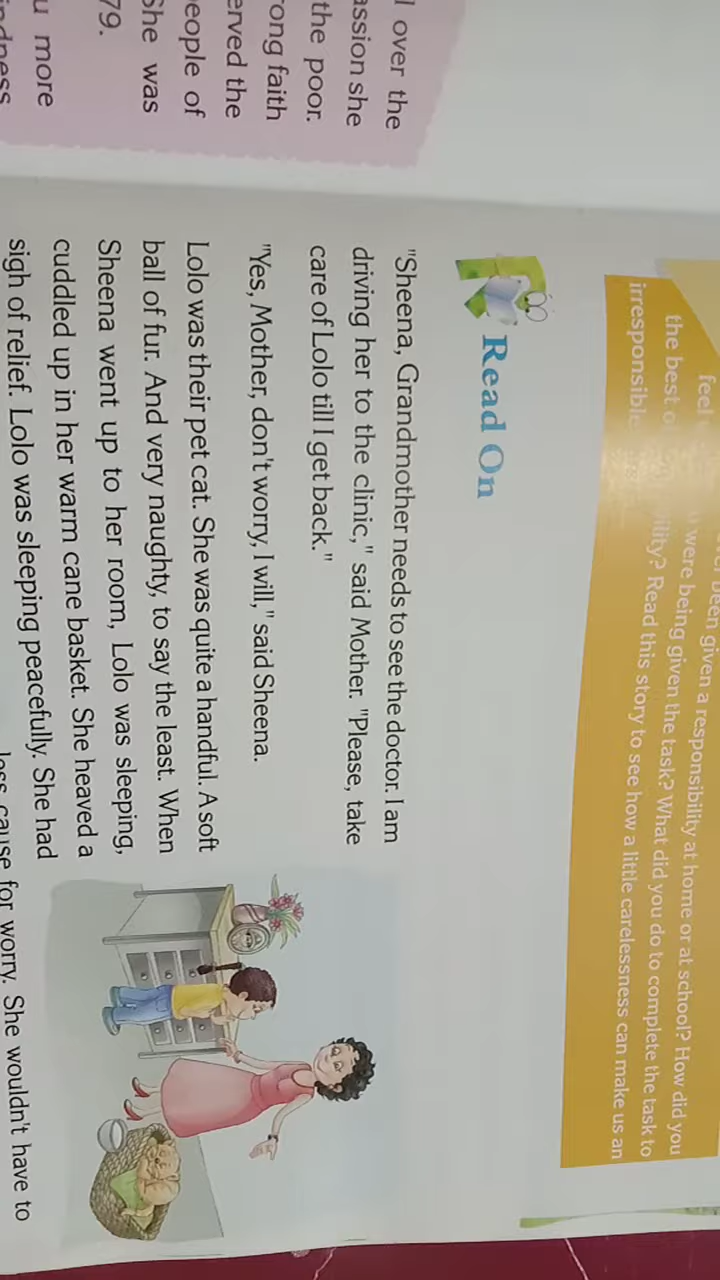 l over the
assion she
the poor.
ong faith
erved the
eople of
She was
79.
u more
been given a responsibility at home or at school? How did you
feel were being given the task? What did you do to complete the task to
the best Read this story to see how a little carelessness can make us an
irresponsible
Read On
"Sheena, Grandmother needs to see the doctor. I am
driving her to the clinic," said Mother. "Please, take
care of Lolo till I get back."
"Yes, Mother, don't worry, I will," said Sheena.
Lolo was their pet cat. She was quite a handful. A soft
ball of fur. And very naughty, to say the least. When
Sheena went up to her room, Lolo was sleeping,
cuddled up in her warm cane basket. She heaved a
sigh of relief. Lolo was sleeping peacefully. She had
cause for worry. She wouldn't have to